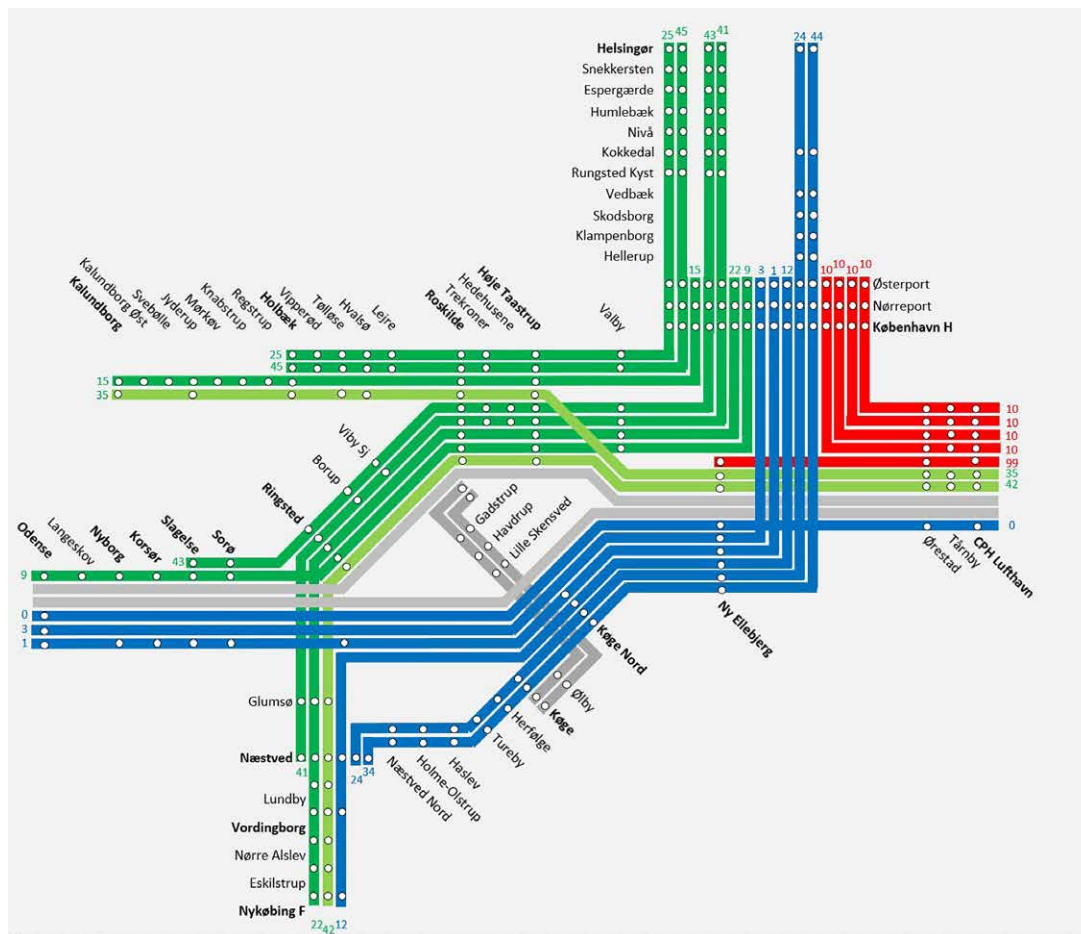 25
45
43
41
24
44
Helsingør
Snekkersten
Espergærde
Humlebæk
Nivå
Kokkedal
Rungsted Kyst
Vedbæk
Skodsborg
Klampenborg
Hellerup
15
22
9
3
1
12
10
10
10
10
Østerport
Nørreport
København H
Kalundborg
Kalundborg Øst
Svebølle
Jyderup
Mørkøv
Knabstrup
Regstrup
Holbæk
Vipperød
Tølløse
Hvalsø
Lejre
Roskilde
Trekroner
Hedehusene
Høje Taastrup
Valby
25
45
15
35
10
10
10
10
99
35
42
0
Viby Sj
Borup
Ringsted
Gadstrup
Havdrup
Lille Skensved
Odense
Langeskov
Nyborg
Korsør
Slagelse
Sorø
43
9
0
3
1
Ørestad
Tårnby
CPH Lufthavn
Ny Ellebjerg
Køge Nord
Ølby
Køge
Herfølge
Tureby
Haslev
Holme-Olstrup
Næstved Nord
Glumsø
Næstved
41
24
34
Lundby
Vordingborg
Nørre Alslev
Eskilstrup
Nykøbing F
22
42
12